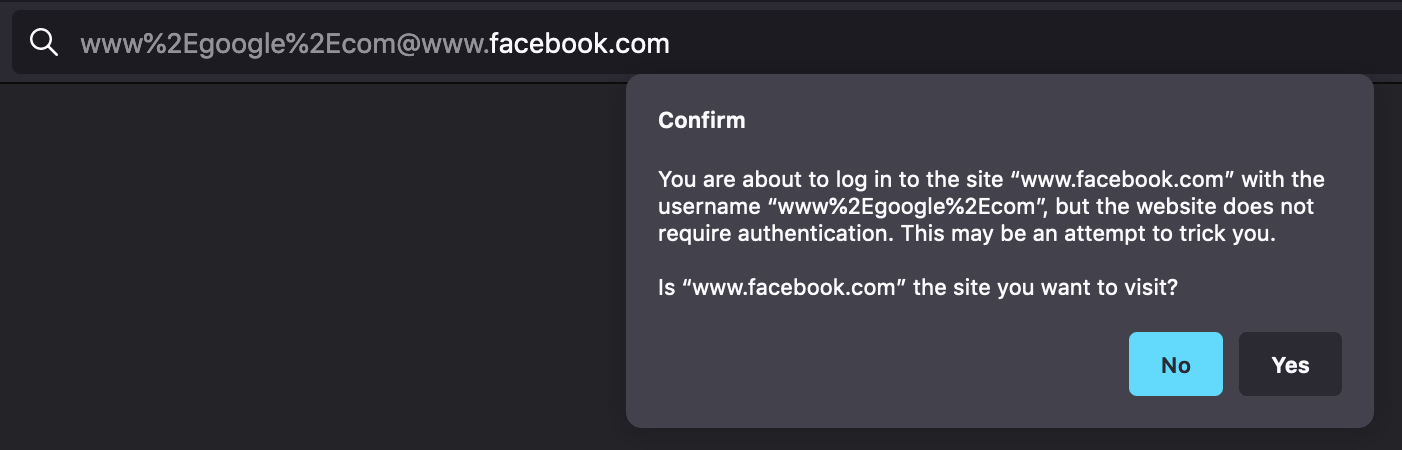 www%2Egoogle%2Ecom@www.facebook.com
Confirm
You are about to log in to the site “www.facebook.com” with the
username “www%2Egoogle%2Ecom”, but the website does not
require authentication. This may be an attempt to trick you.
Is “www.facebook.com” the site you want to visit?
No
Yes